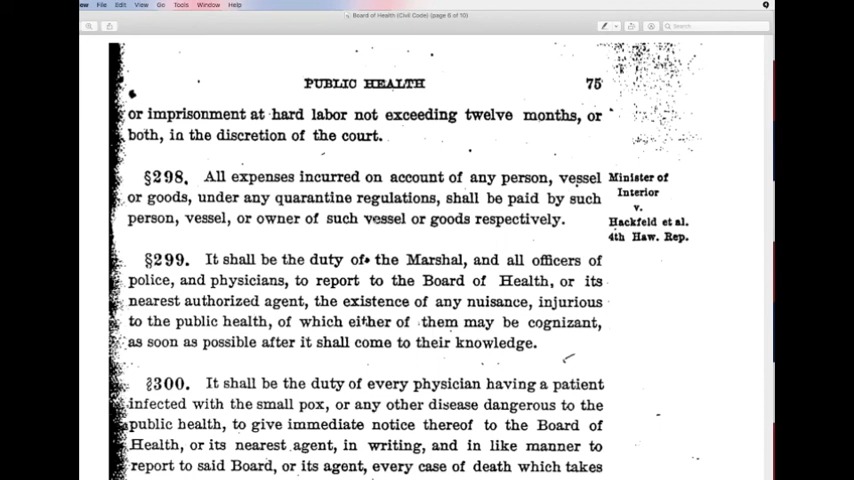 File Edit View Go Tools Window Help
Board of Health (Civil Code) (page 6 of 10)
Search
PUBLIC HEALTH 75
or imprisonment at hard labor not exceeding twelve months, or
both, in the discretion of the court.
§298. All expenses incurred on account of any person, vessel
or goods, under any quarantine regulations, shall be paid by such
person, vessel, or owner of such vessel or goods respectively.
Minister of
Interior
v.
Hackfeld et al.
4th Haw. Rep.
§299. It shall be the duty of the Marshal, and all officers of
police, and physicians, to report to the Board of Health, or its
nearest authorized agent, the existence of any nuisance, injurious
to the public health, of which either of them may be cognizant,
as soon as possible after it shall come to their knowledge.
§300. It shall be the duty of every physician having a patient
infected with the small pox, or any other disease dangerous to the
public health, to give immediate notice thereof to the Board of
Health, or its nearest agent, in writing, and in like manner to
report to said Board, or its agent, every case of death which takes